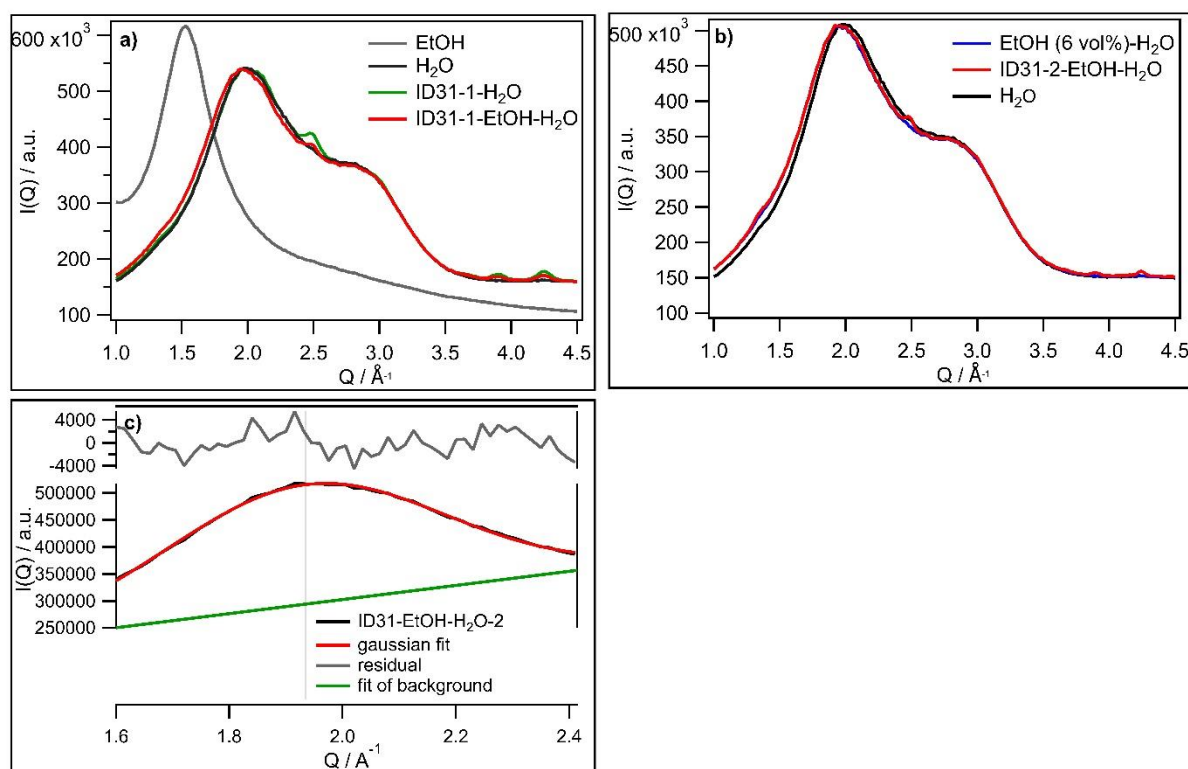 a)
600 x10³
500
400
300
200
100
I(Q) / a.u.
EtOH
H₂O
ID31-1-H₂O
ID31-1-EtOH-H₂O
1.0 1.5 2.0 2.5 3.0 3.5 4.0 4.5
Q / Å⁻¹
b)
500 x10³
450
400
350
300
250
200
150
100
I(Q) / a.u.
EtOH (6 vol%)-H₂O
ID31-2-EtOH-H₂O
H₂O
1.0 1.5 2.0 2.5 3.0 3.5 4.0 4.5
Q / Å⁻¹
c)
4000
0
-4000
500000
450000
400000
350000
300000
250000
I(Q) / a.u.
ID31-EtOH-H₂O-2
gaussian fit
residual
fit of background
1.6 1.8 2.0 2.2 2.4
Q / A⁻¹